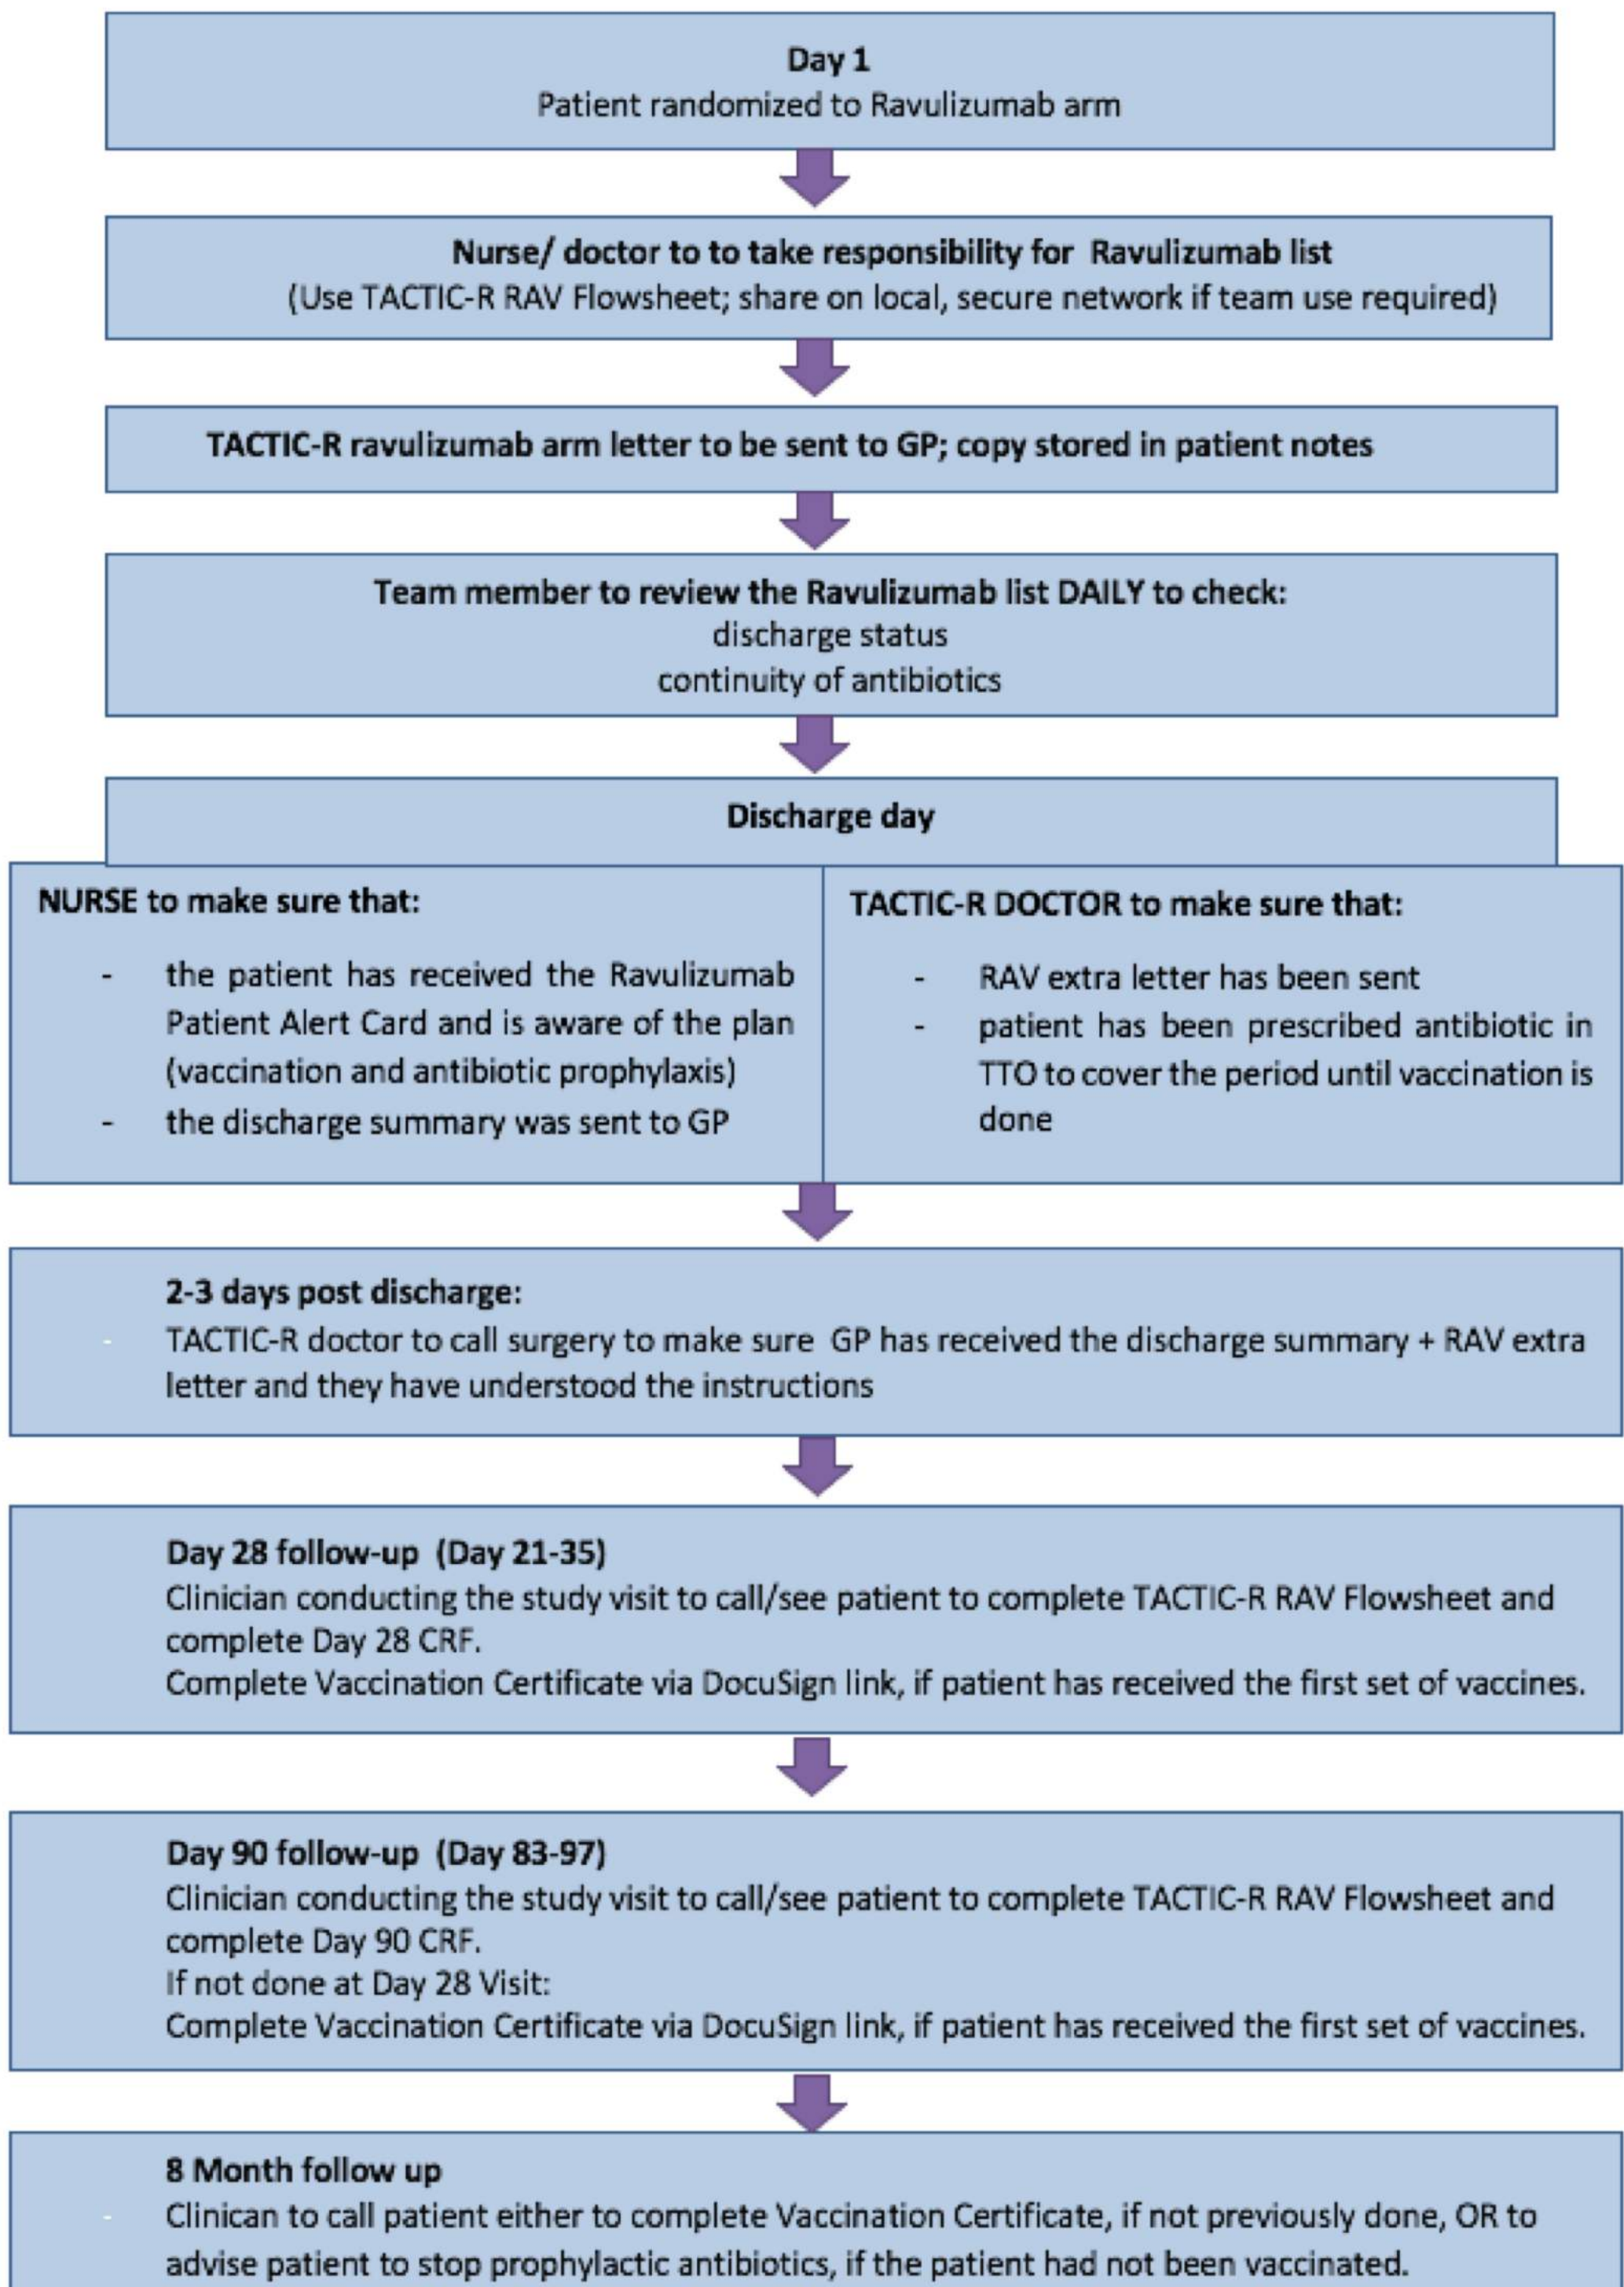 Day 1
Patient randomized to Ravulizumab arm
Nurse/ doctor to to take responsibility for Ravulizumab list
(Use TACTIC-R RAV Flowsheet; share on local, secure network if team use required)
TACTIC-R ravulizumab arm letter to be sent to GP; copy stored in patient notes
Team member to review the Ravulizumab list DAILY to check:
discharge status
continuity of antibiotics
Discharge day
NURSE to make sure that:
- the patient has received the Ravulizumab
Patient Alert Card and is aware of the plan
(vaccination and antibiotic prophylaxis)
- the discharge summary was sent to GP
TACTIC-R DOCTOR to make sure that:
- RAV extra letter has been sent
- patient has been prescribed antibiotic in
TTO to cover the period until vaccination is
done
2-3 days post discharge:
- TACTIC-R doctor to call surgery to make sure GP has received the discharge summary + RAV extra
letter and they have understood the instructions
Day 28 follow-up (Day 21-35)
Clinician conducting the study visit to call/see patient to complete TACTIC-R RAV Flowsheet and
complete Day 28 CRF.
Complete Vaccination Certificate via DocuSign link, if patient has received the first set of vaccines.
Day 90 follow-up (Day 83-97)
Clinician conducting the study visit to call/see patient to complete TACTIC-R RAV Flowsheet and
complete Day 90 CRF.
If not done at Day 28 Visit:
Complete Vaccination Certificate via DocuSign link, if patient has received the first set of vaccines.
8 Month follow up
- Clinican to call patient either to complete Vaccination Certificate, if not previously done, OR to
advise patient to stop prophylactic antibiotics, if the patient had not been vaccinated.